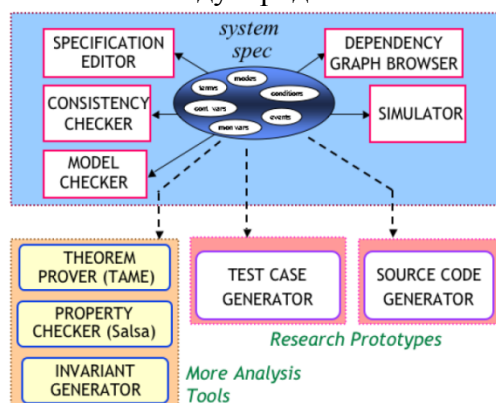 system
spec
SPECIFICATION
EDITOR
DEPENDENCY
GRAPH BROWSER
terms
modes
conditions
CONSISTENCY
CHECKER
cont vars
events
SIMULATOR
mon vars
MODEL
CHECKER
THEOREM
PROVER (TAME)
TEST CASE
GENERATOR
SOURCE CODE
GENERATOR
PROPERTY
CHECKER (Salsa)
Research Prototypes
INVARIANT
GENERATOR
More Analysis
Tools